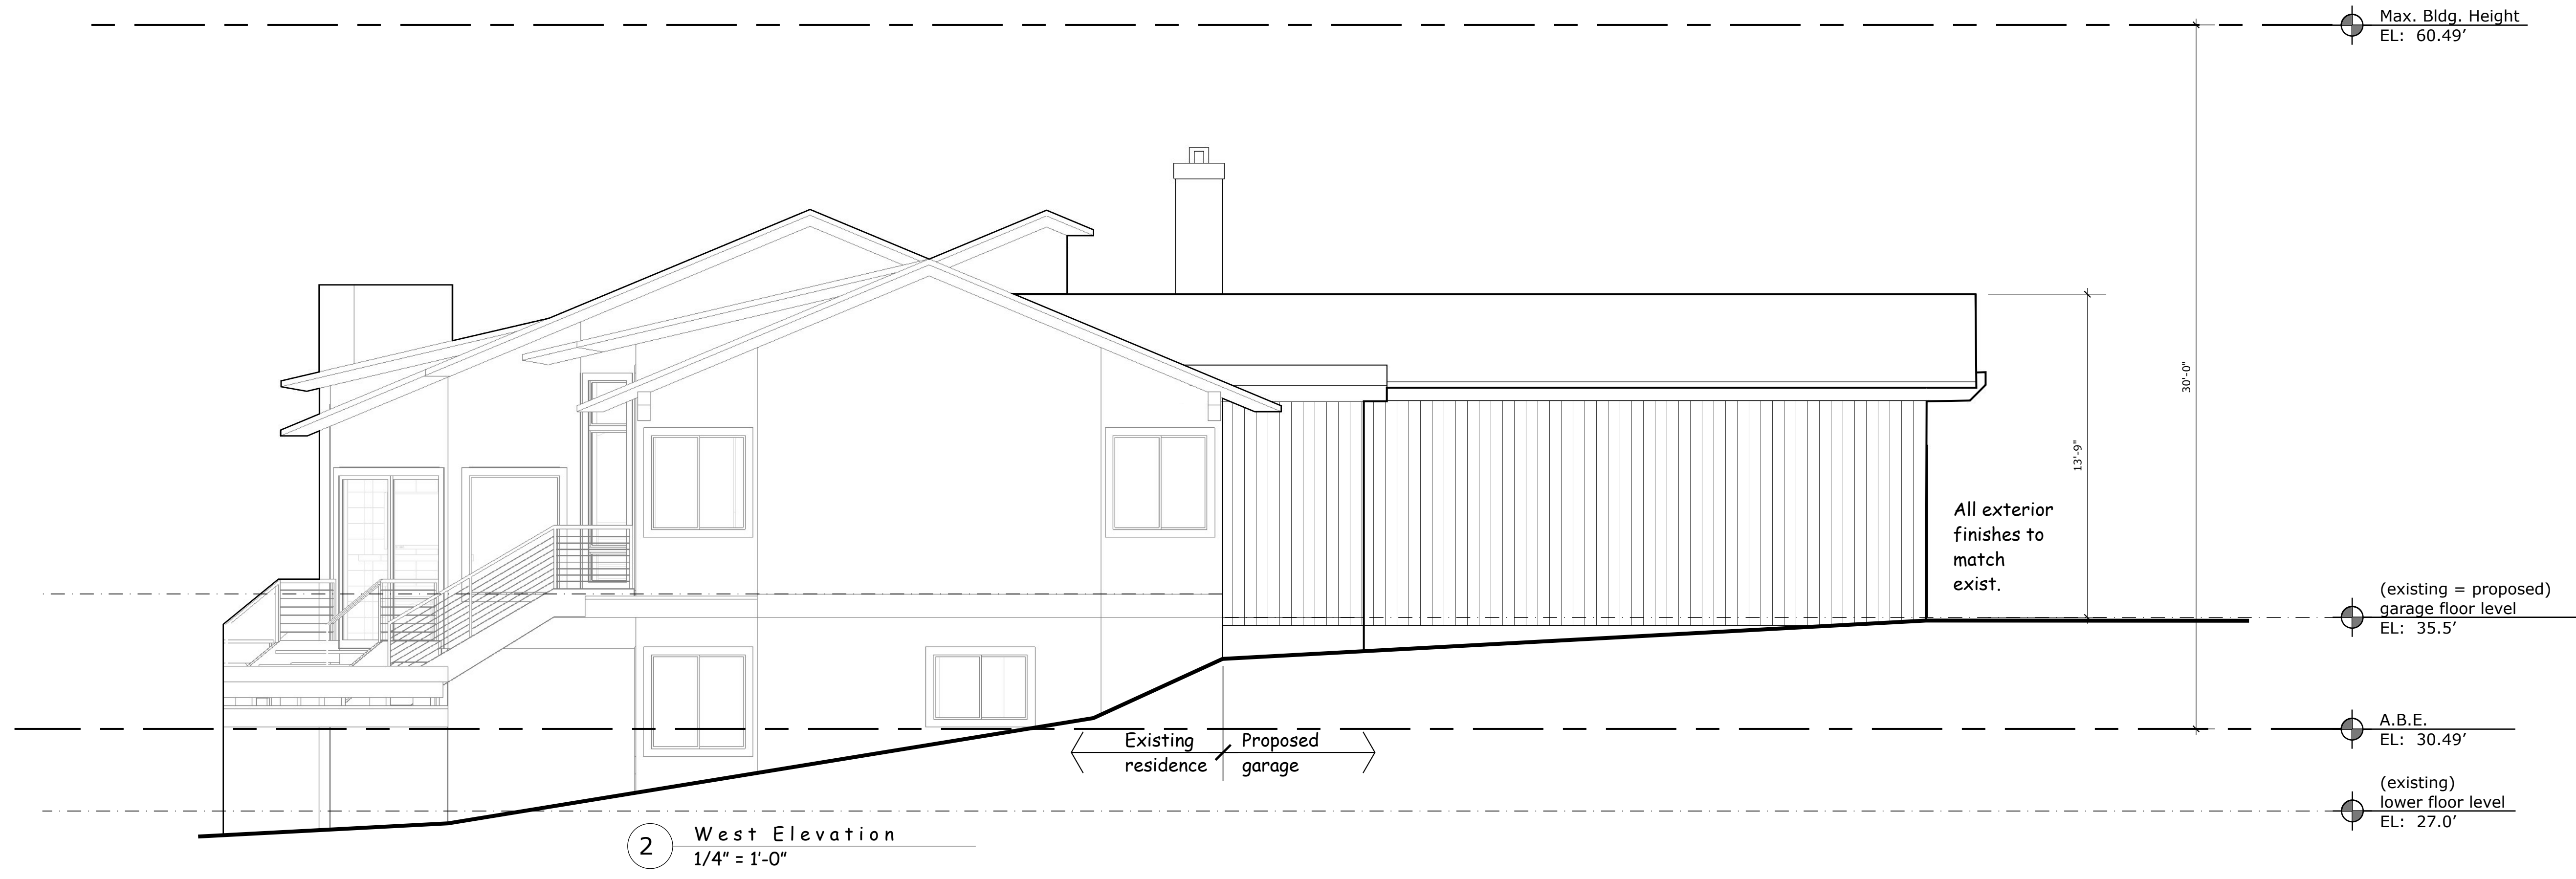 Max. Bldg. Height
EL: 60.49’
30'-0"
13'-9"
All exterior
finishes to
match
exist.
(existing = proposed)
garage floor level
EL: 35.5’
A.B.E.
EL: 30.49’
Existing
residence
Proposed
garage
(existing)
lower floor level
EL: 27.0’
2
West Elevation
1/4" = 1'-0"